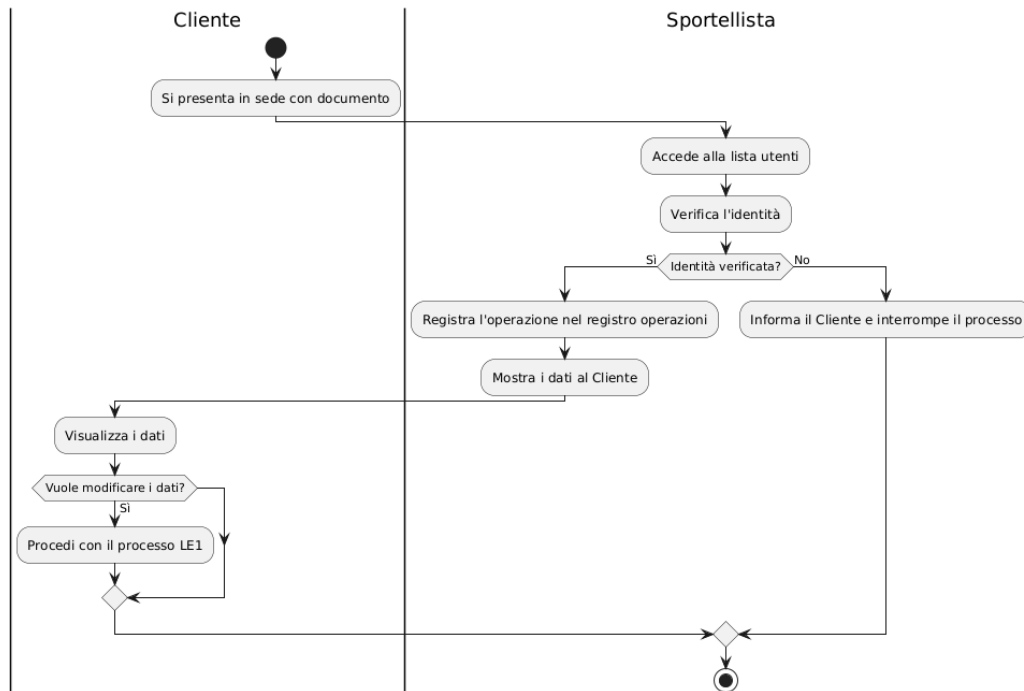 Cliente
Sportellista
Si presenta in sede con documento
Accede alla lista utenti
Verifica l'identità
Sì
Identità verificata?
No
Registra l'operazione nel registro operazioni
Informa il Cliente e interrompe il processo
Mostra i dati al Cliente
Visualizza i dati
Vuole modificare i dati?
Sì
Procedi con il processo LE1